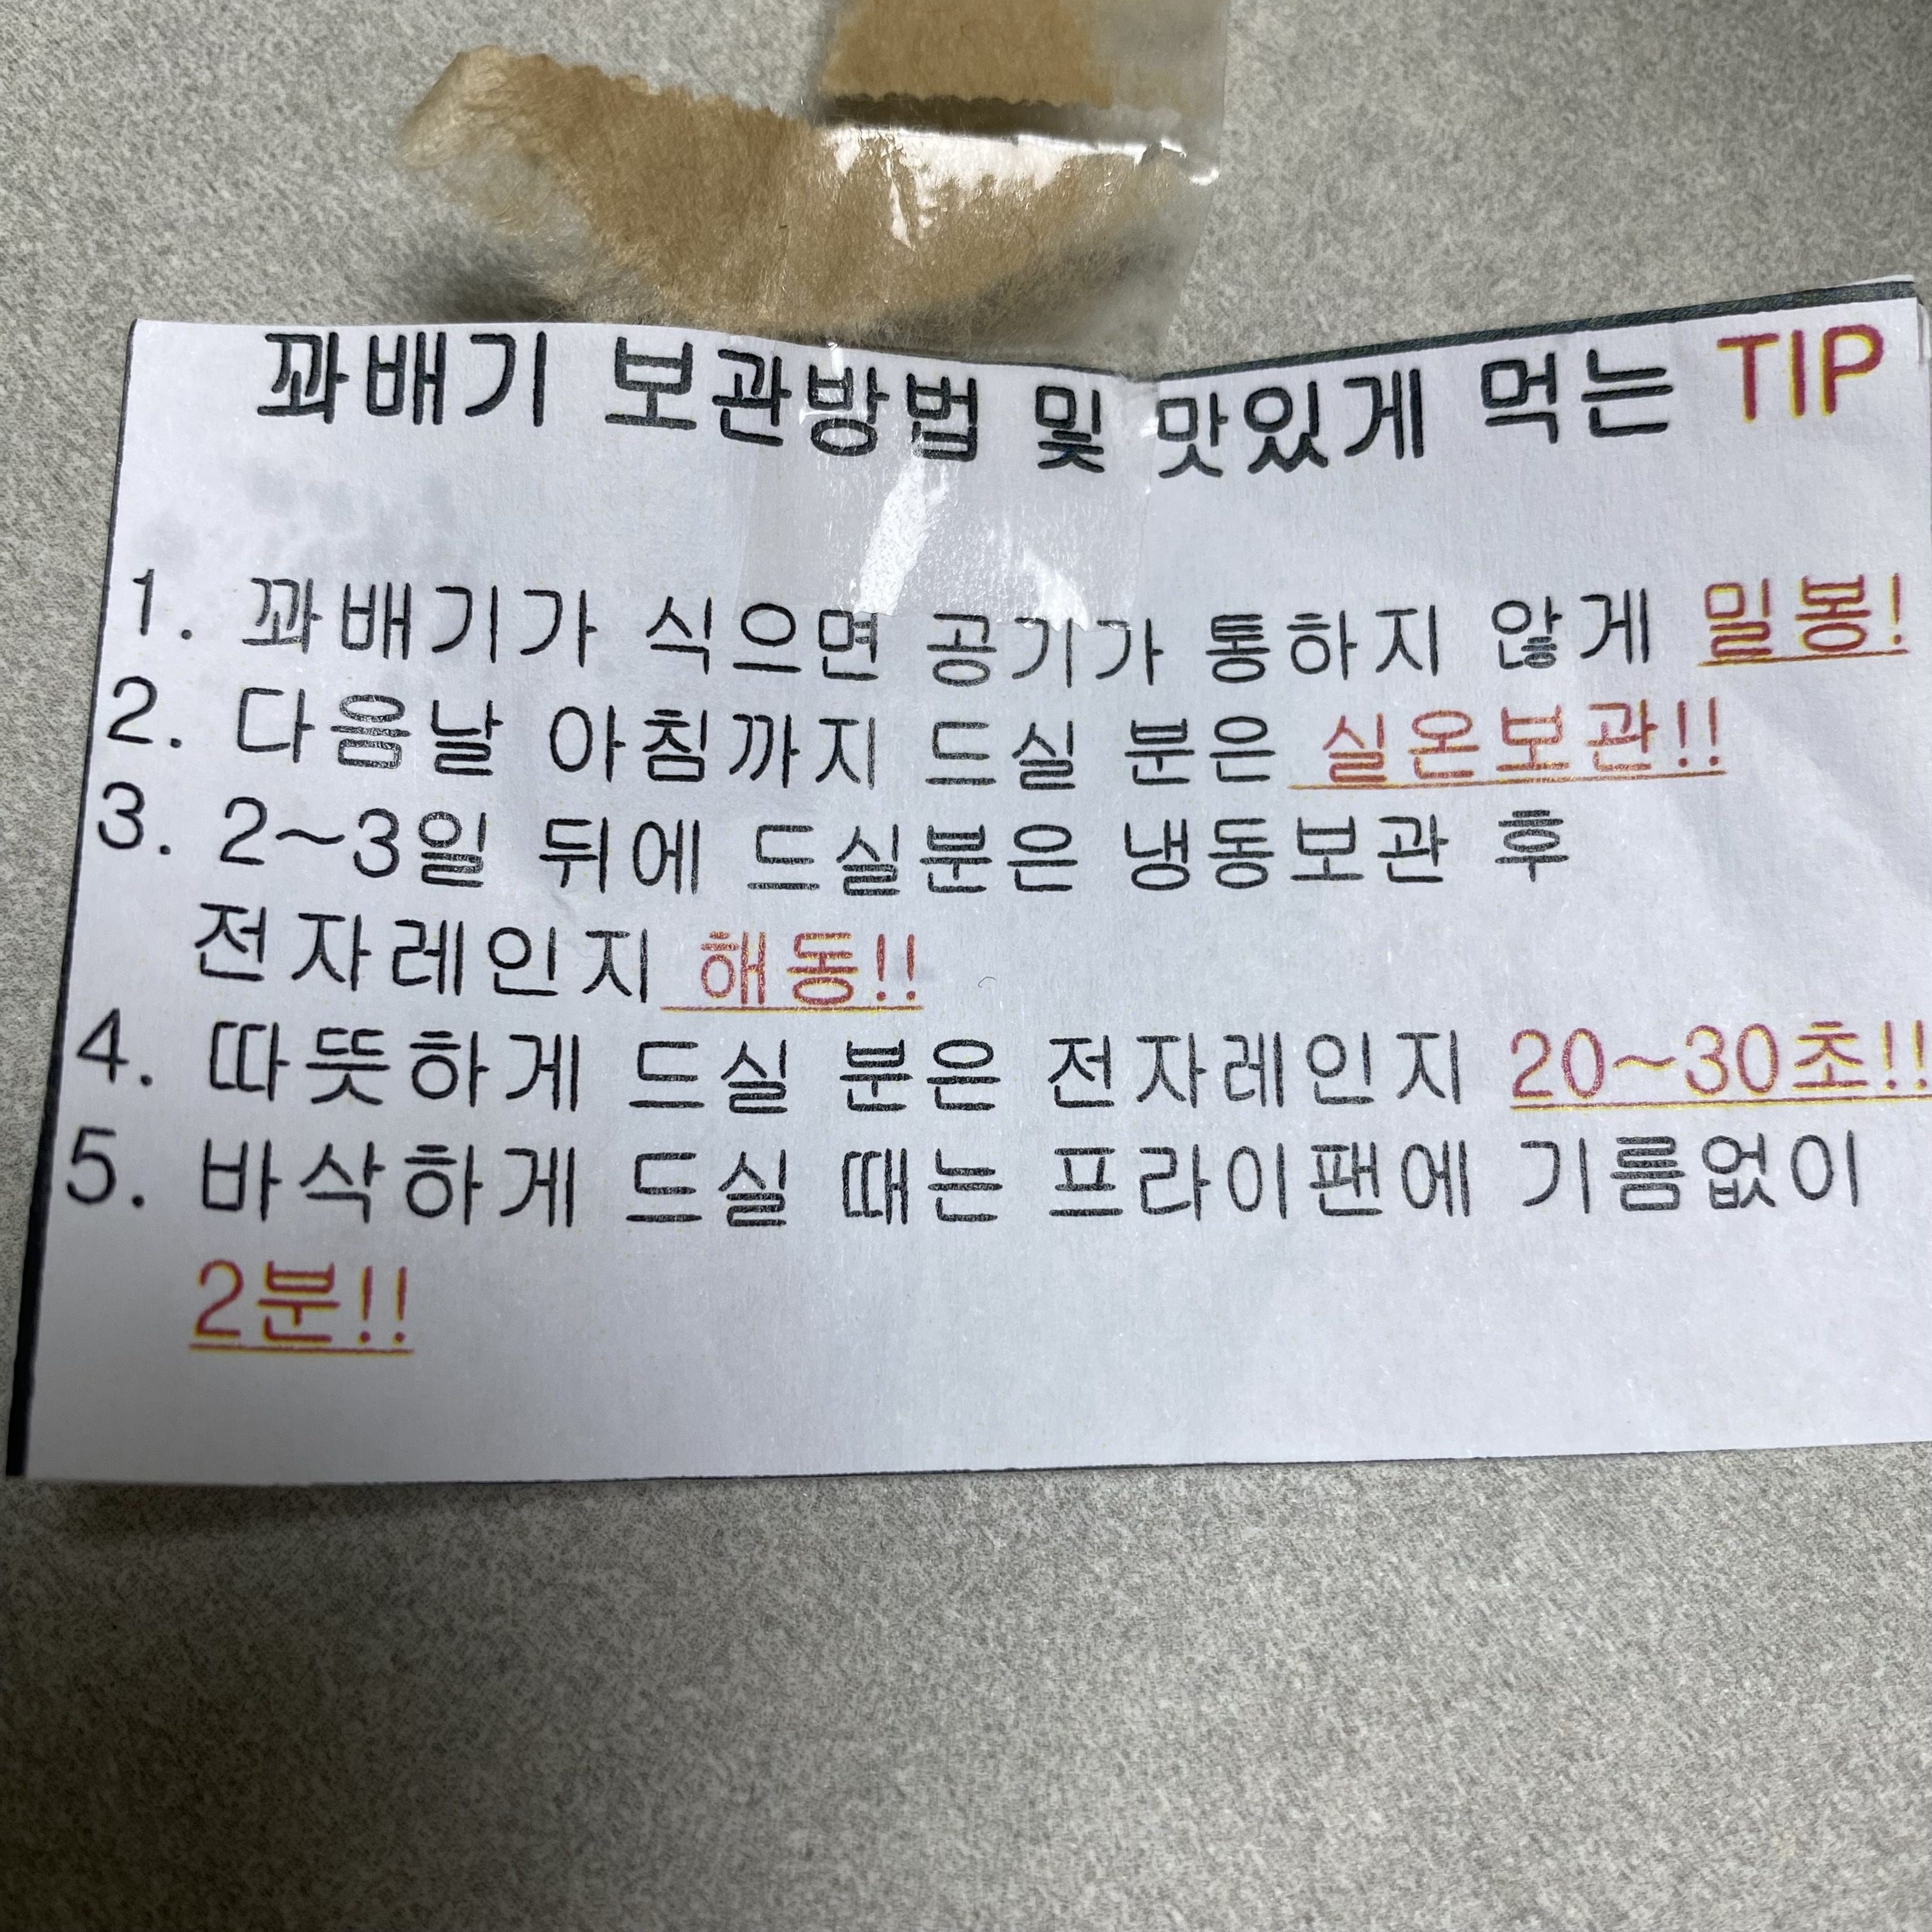 꽈배기 보관방법 및 맛있게 먹는 TIP
1. 꽈배기가 식으면 공기가 통하지 않게 밀봉!
2. 다음날 아침까지 드실 분은 실온보관!!
3. 2~3일 뒤에 드실분은 냉동보관 후
전자레인지 해동!!
4. 따뜻하게 드실 분은 전자레인지 20~30초!!
5. 바삭하게 드실 때는 프라이팬에 기름없이
2분!!